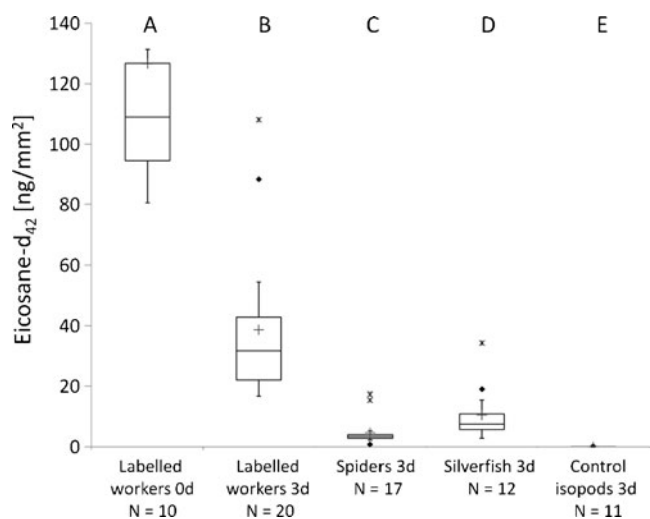 A B C D E
140
120
100
80
60
40
20
0
Eicosane-d42 [ng/mm2]
Labelled workers 0d N = 10
Labelled workers 3d N = 20
Spiders 3d N = 17
Silverfish 3d N = 12
Control isopods 3d N = 11